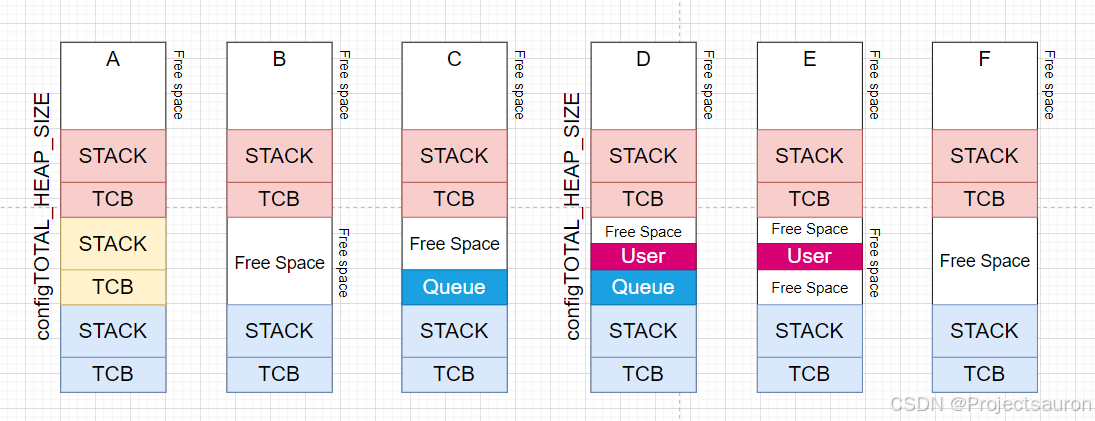 configTOTAL_HEAP_SIZE
A
Free space
STACK
TCB
STACK
TCB
STACK
TCB
B
Free space
STACK
TCB
Free Space
Free space
STACK
TCB
C
Free space
STACK
TCB
Free Space
Queue
STACK
TCB
configTOTAL_HEAP_SIZE
D
Free space
STACK
TCB
Free Space
User
Queue
STACK
TCB
E
Free space
STACK
TCB
Free Space
User
Free Space
Free space
STACK
TCB
F
Free space
STACK
TCB
Free Space
STACK
TCB
CSDN @Projectsauron